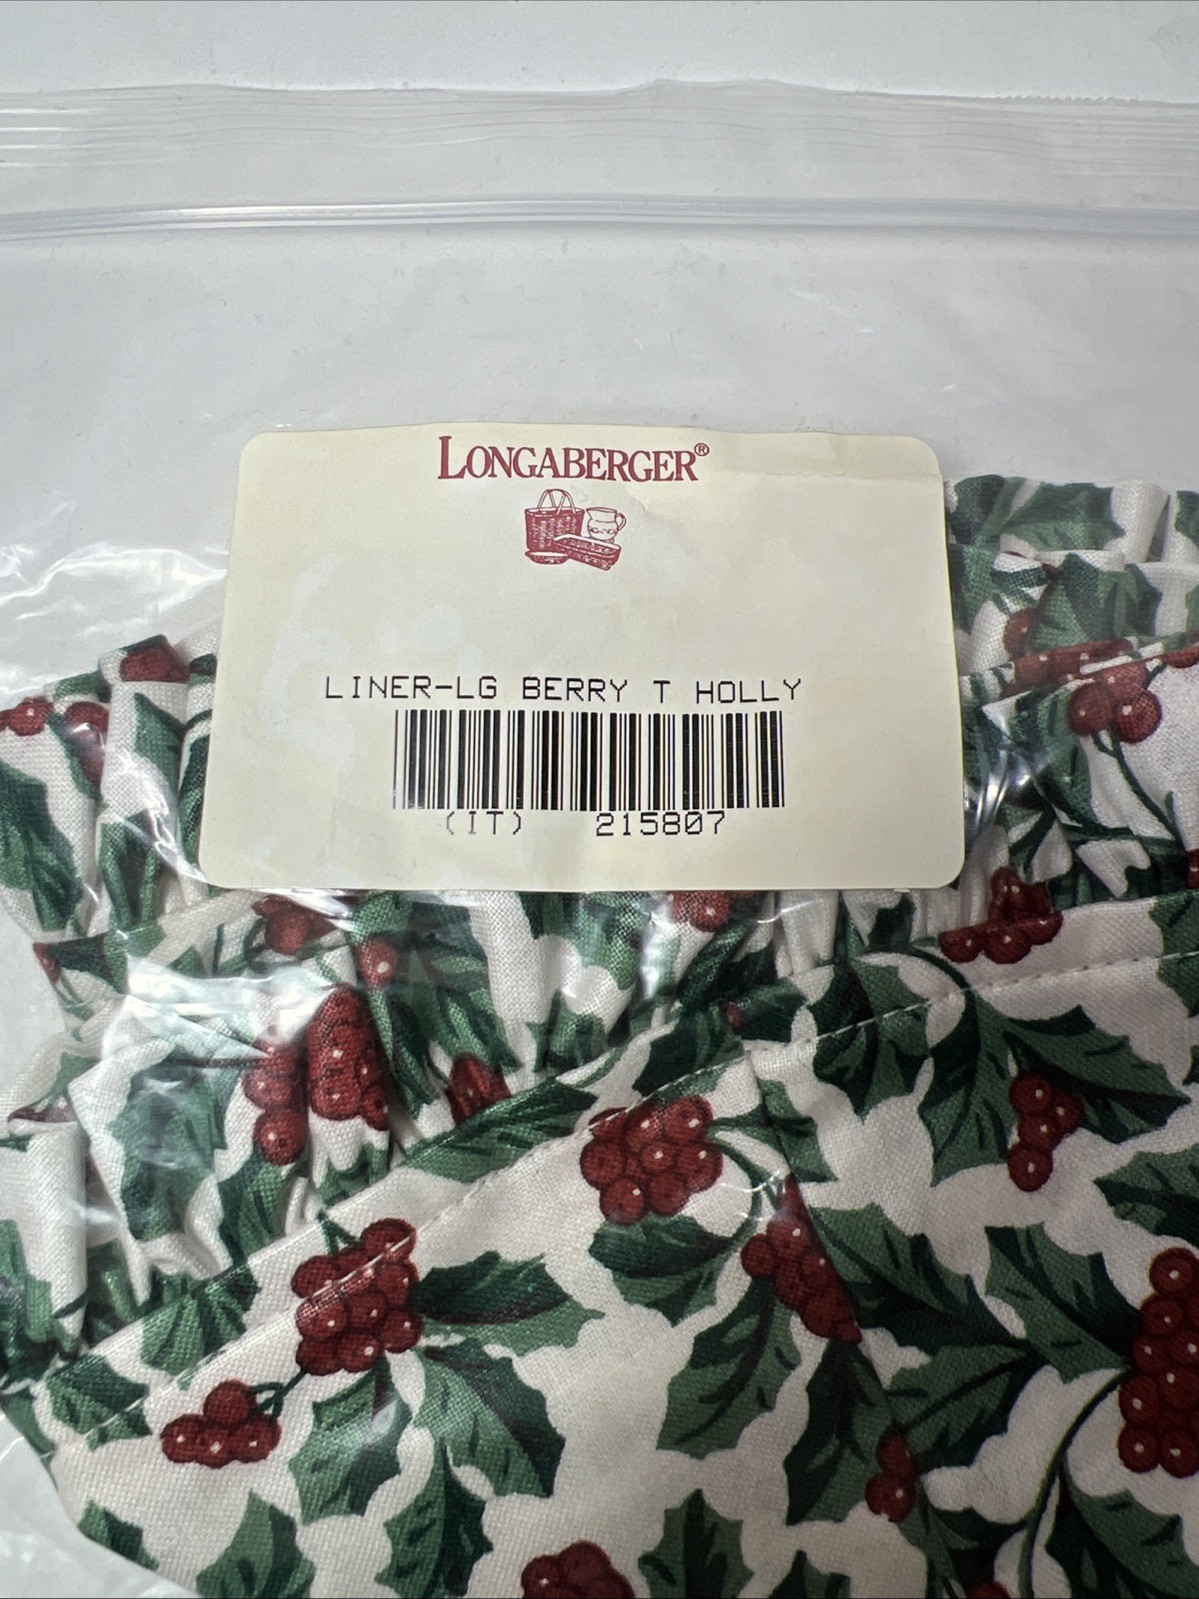 LONGABERGER®
LINER-LG BERRY T HOLLY
(IT) 215807